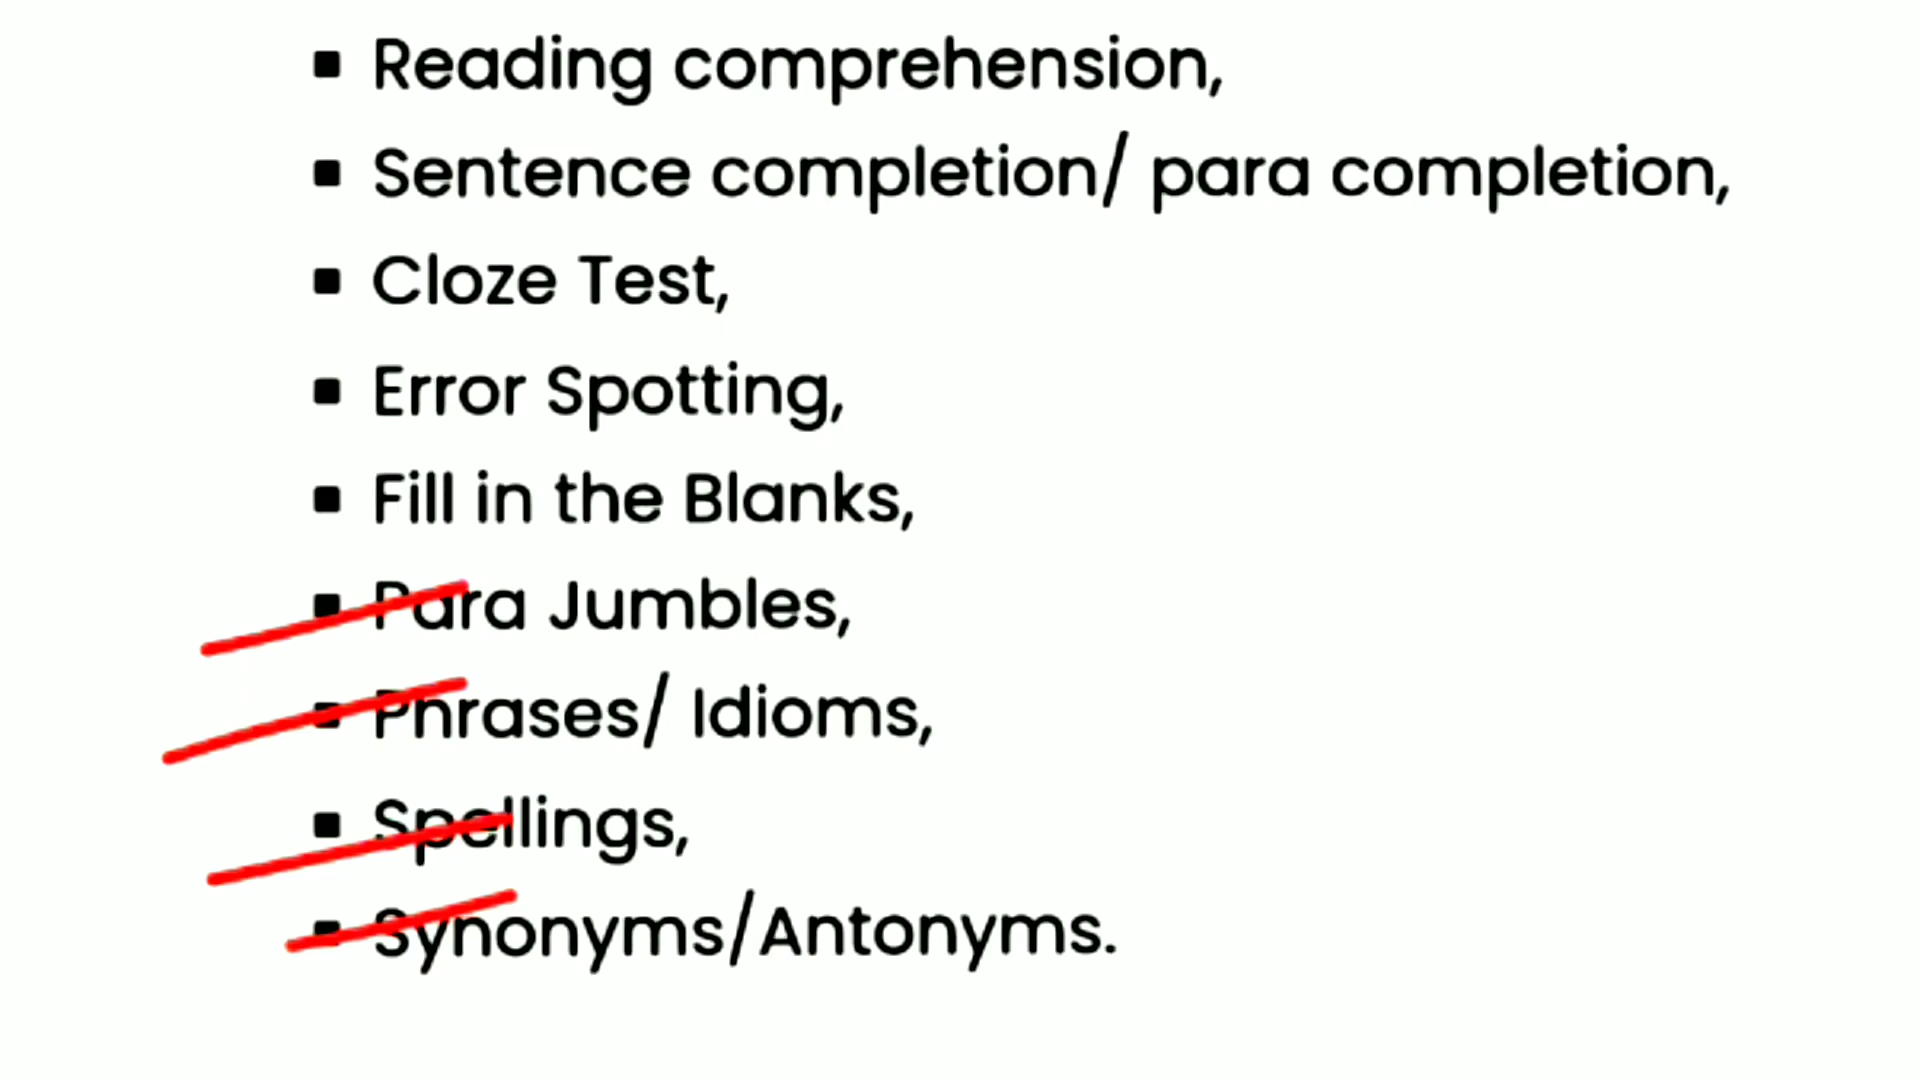 ▪ Reading comprehension,
▪ Sentence completion/ para completion,
▪ Cloze Test,
▪ Error Spotting,
▪ Fill in the Blanks,
▪ Para Jumbles,
▪ Phrases/ Idioms,
▪ Spellings,
▪ Synonyms/Antonyms.